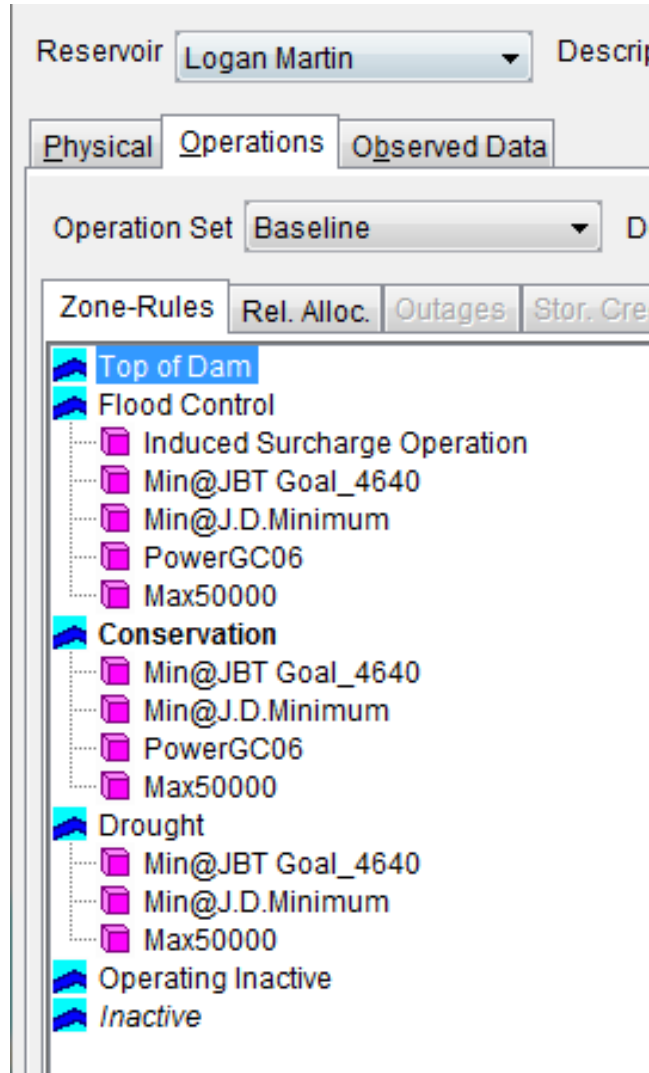 Reservoir Logan Martin Descrip
Physical Operations Observed Data
Operation Set Baseline D
Zone-Rules Rel. Alloc. Outages Stor. Cre
Top of Dam
Flood Control
Induced Surcharge Operation
Min@JBT Goal_4640
Min@J.D.Minimum
PowerGC06
Max50000
Conservation
Min@JBT Goal_4640
Min@J.D.Minimum
PowerGC06
Max50000
Drought
Min@JBT Goal_4640
Min@J.D.Minimum
Max50000
Operating Inactive
Inactive